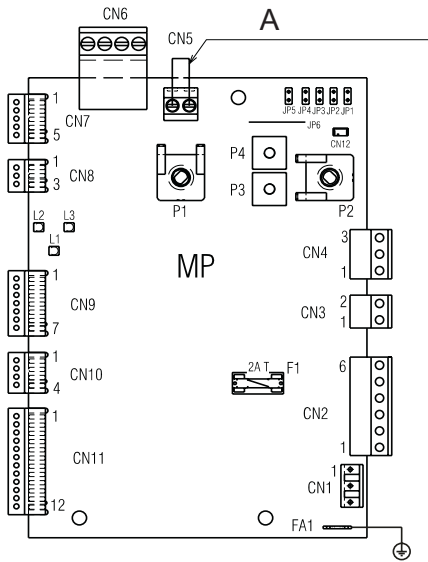 A
CN6
CN5
1
CN7
5
JP5 JP4 JP3 JP2 JP1
JP6
CN12
1
CN8
3
P4
P3
P1
P2
L2
L3
L1
MP
3
CN4
1
1
CN9
7
2
CN3
1
1
CN10
4
2A T
F1
6
CN2
1
1
CN11
12
1
CN1
FA1